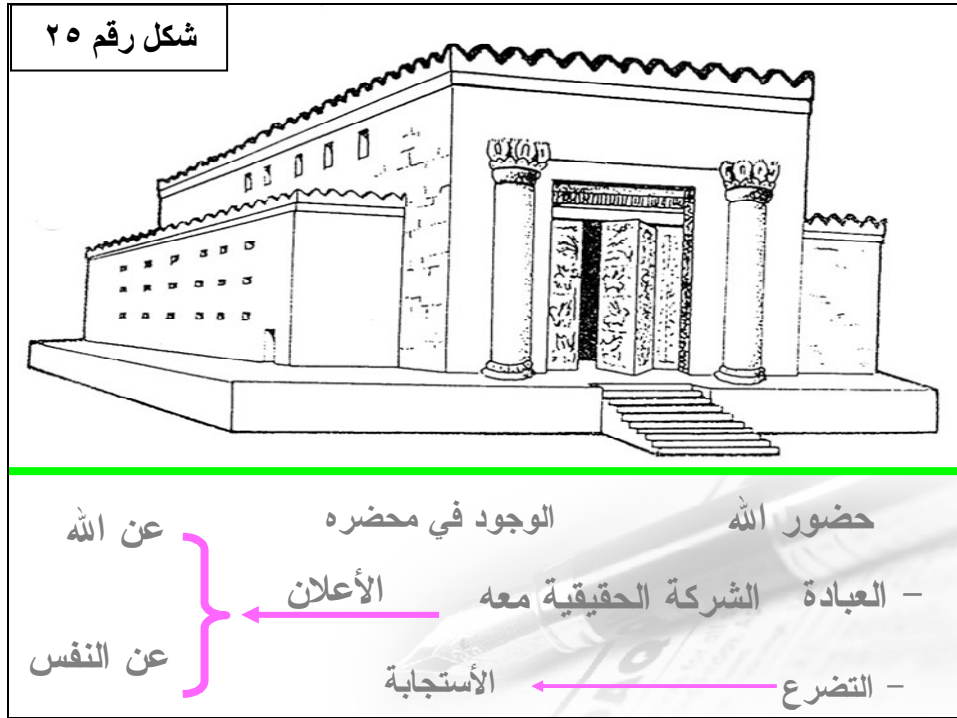 شكل رقم ٢٥
حضور الله الوجود في محضره عن الله
- العبادة الشركة الحقيقية معه الأعلان
عن النفس
- التضرع الأستجابة